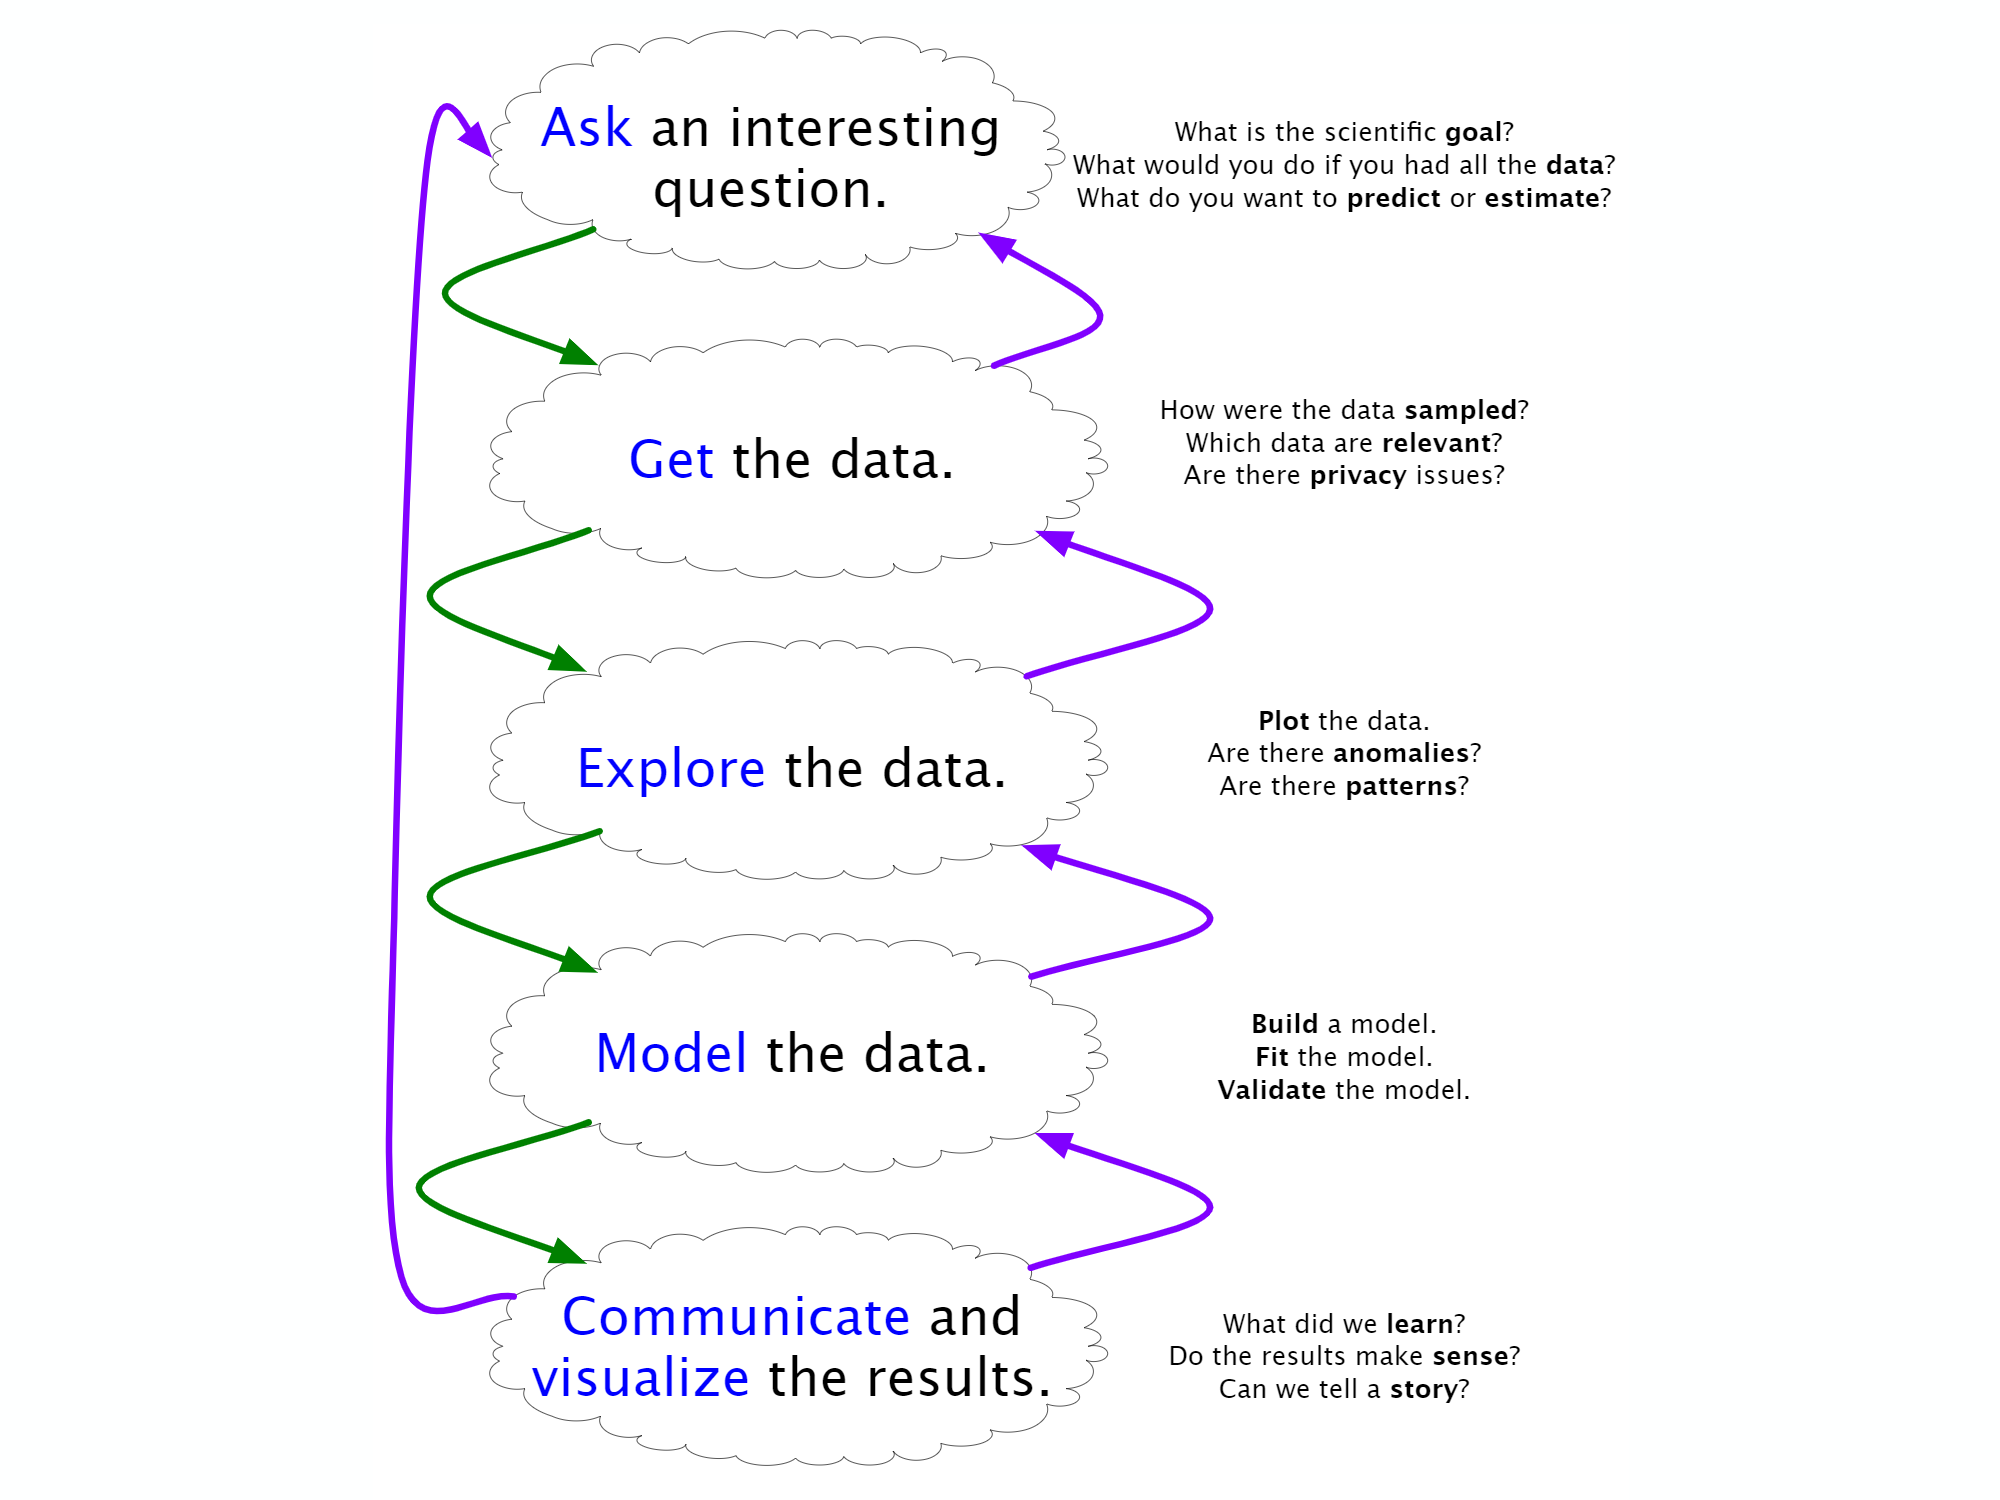 Ask an interesting
question.
What is the scientific goal?
What would you do if you had all the data?
What do you want to predict or estimate?
Get the data.
How were the data sampled?
Which data are relevant?
Are there privacy issues?
Explore the data.
Plot the data.
Are there anomalies?
Are there patterns?
Model the data.
Build a model.
Fit the model.
Validate the model.
Communicate and
visualize the results.
What did we learn?
Do the results make sense?
Can we tell a story?